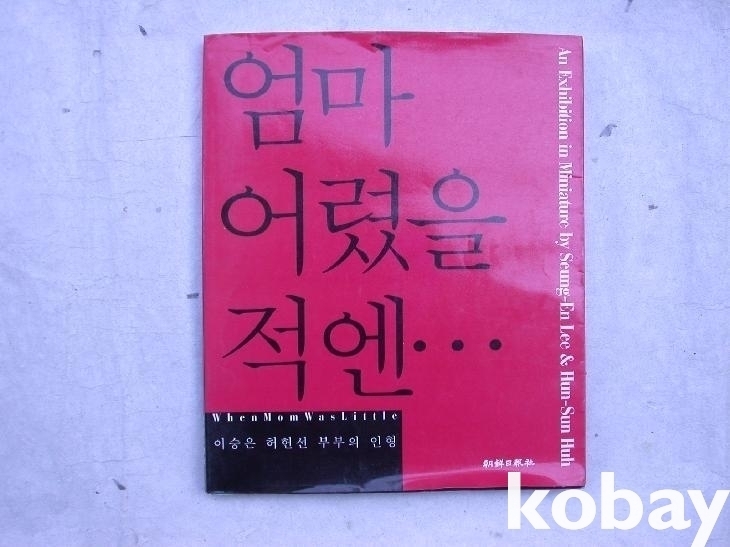 엄마
어렸을
적엔...
WhenMomWasLittle
이승은 허헌선 부부의 인형
An Exhibition in Miniature by Seung-En Lee & Hun-Sun Huh
朝鮮日報社
kobay